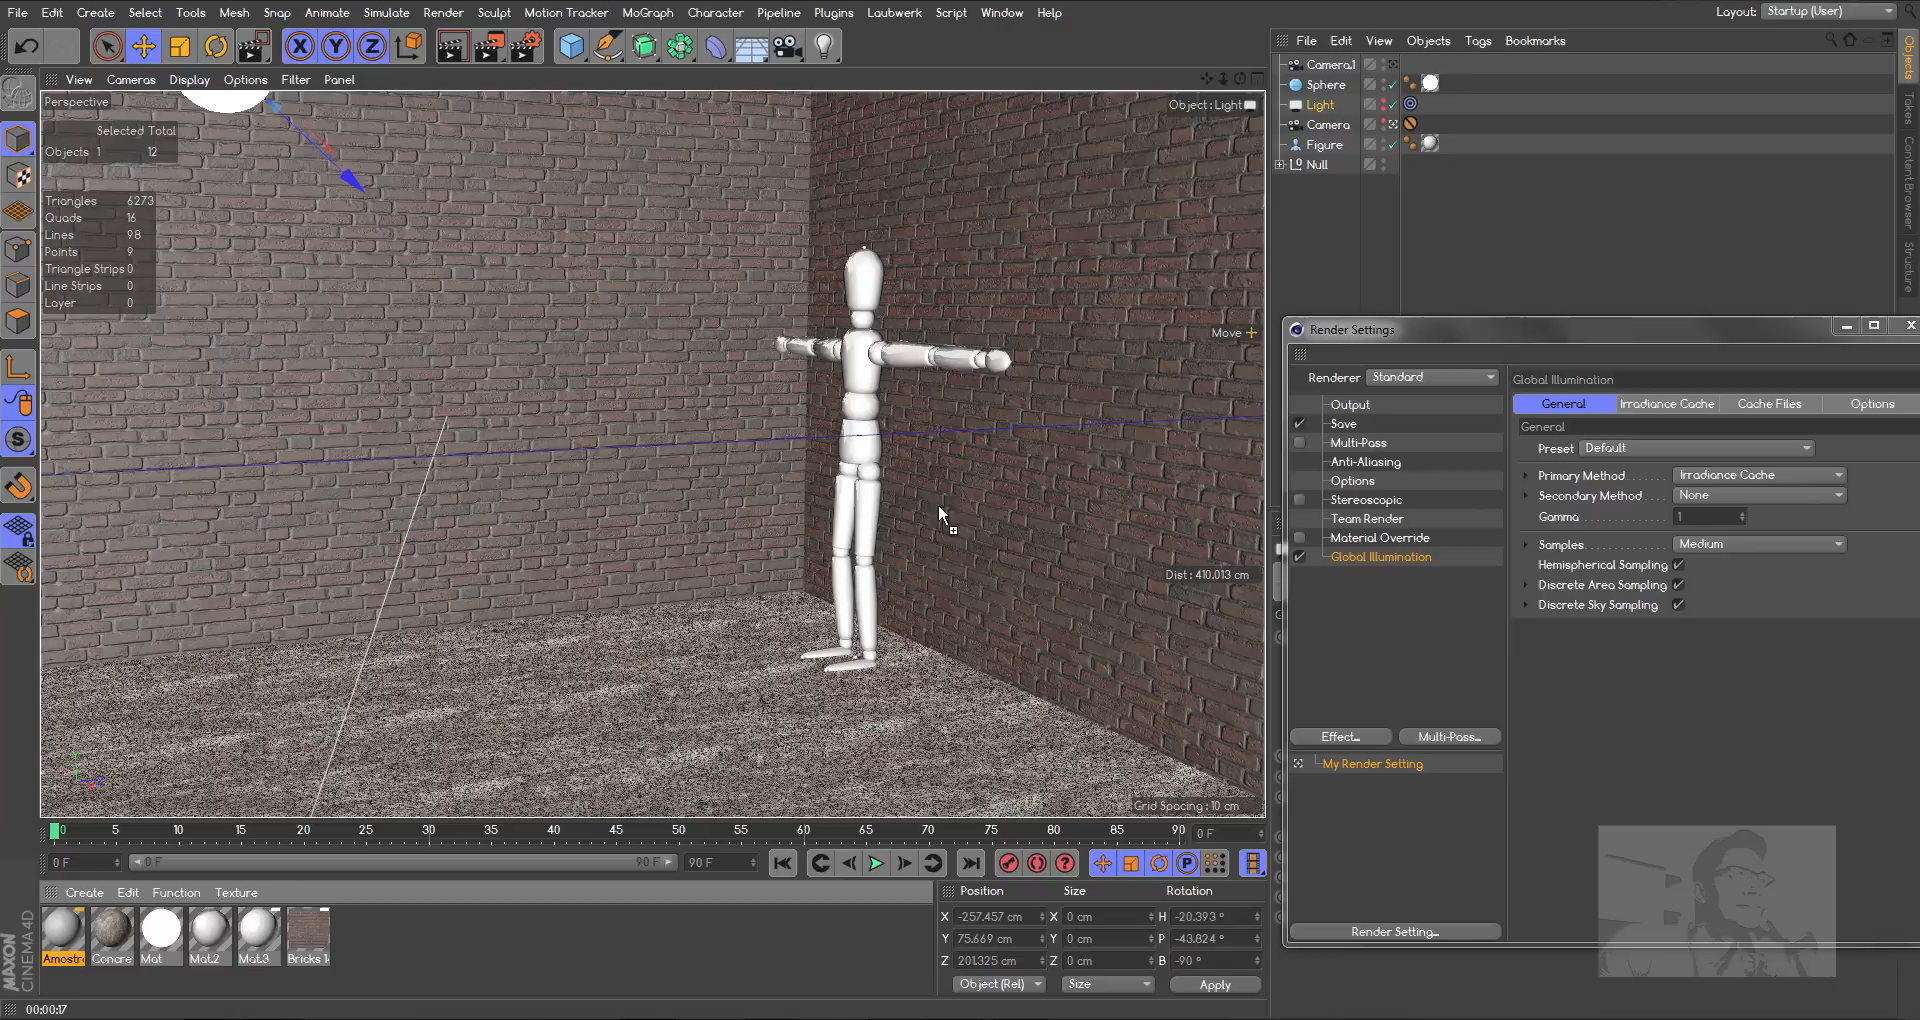 File Edit Create Select Tools Mesh Snap Animate Simulate Render Sculpt Motion Tracker MoGraph Character Pipeline Plugins Laubwerk Script Window Help
Layout: Startup (User)
File Edit View Objects Tags Bookmarks
View Cameras Display Options Filter Panel
Camera.1
Sphere
Light
Camera
Figure
Null
Objects
Takes
Content Browser
Structure
Perspective
Object : Light
Selected Total
Objects 1 12
Triangles 6273
Quads 16
Lines 98
Points 9
Triangle Strips 0
Line Strips 0
Layer 0
Move
Dist : 410.013 cm
Grid Spacing : 10 cm
Render Settings
Renderer Standard
Output
Save
Multi-Pass
Anti-Aliasing
Options
Stereoscopic
Team Render
Material Override
Global Illumination
Effect...
Multi-Pass...
My Render Setting
Render Setting...
Global Illumination
General Irradiance Cache Cache Files Options
General
Preset Default
Primary Method Irradiance Cache
Secondary Method None
Gamma 1
Samples Medium
Hemispherical Sampling
Discrete Area Sampling
Discrete Sky Sampling
0 5 10 15 20 25 30 35 40 45 50 55 60 65 70 75 80 85 90 0 F
0 F 0 F 90 F 90 F
Create Edit Function Texture
Amostr Concre Mat Mat.2 Mat.3 Bricks 1
Position Size Rotation
X -257.457 cm X 0 cm H -20.393 °
Y 75.669 cm Y 0 cm P -43.824 °
Z 201.325 cm Z 0 cm B -90 °
Object (Rel) Size Apply
MAXON
CINEMA 4D
00:00:17